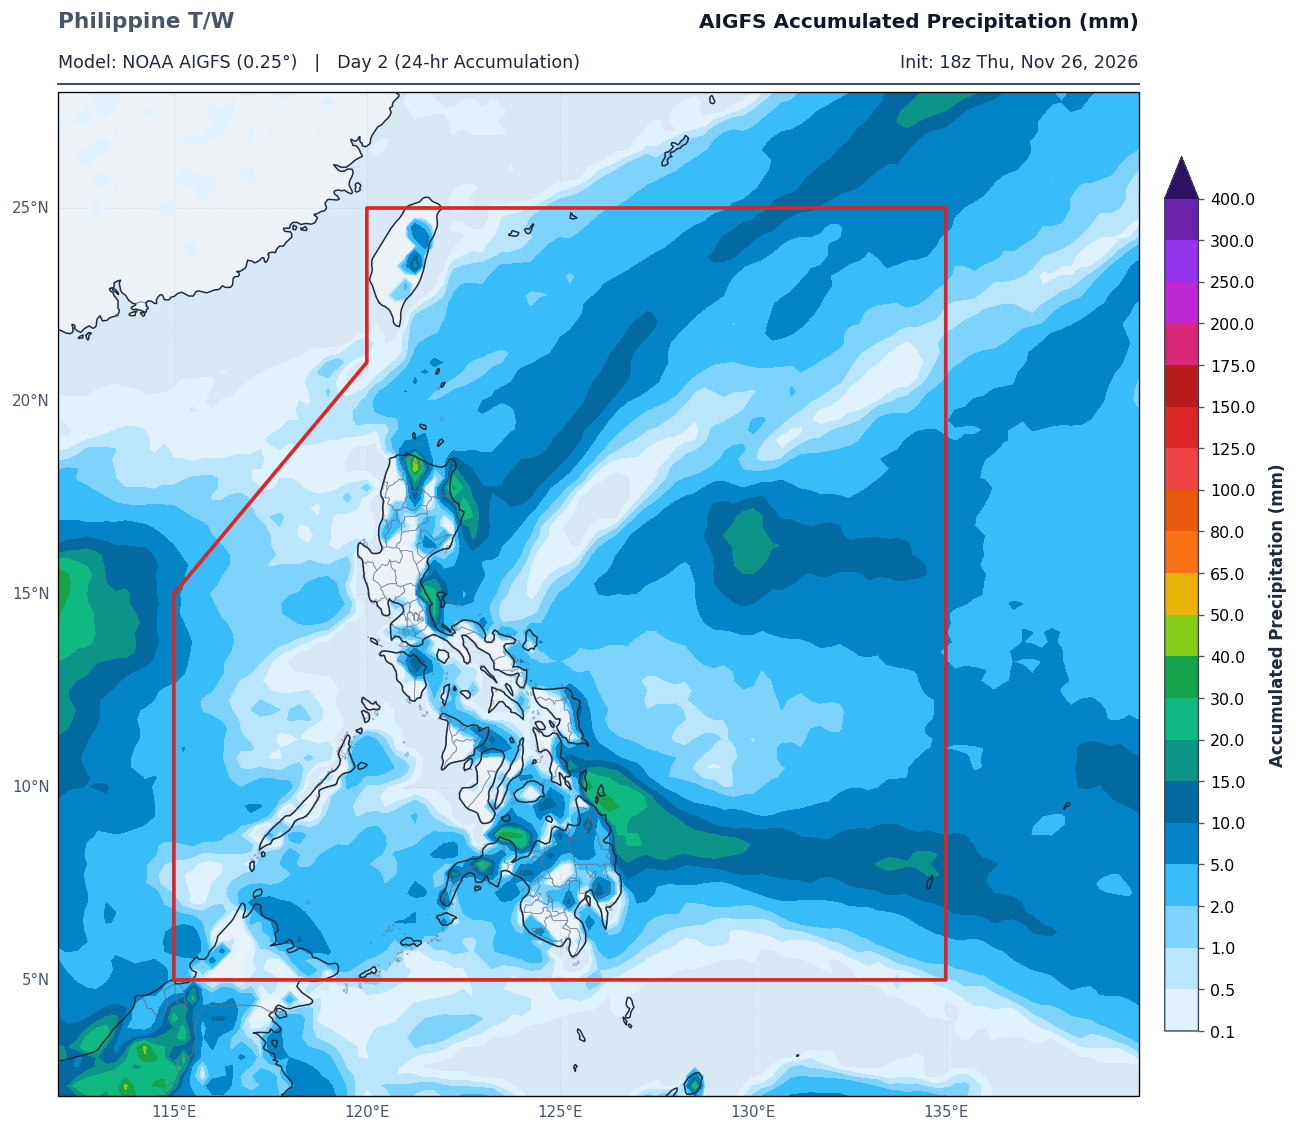 Philippine T/W
AIGFS Accumulated Precipitation (mm)
Model: NOAA AIGFS (0.25°)   |   Day 2 (24-hr Accumulation)
Init: 18z Thu, Nov 26, 2026
25°N
20°N
15°N
10°N
5°N
115°E
120°E
125°E
130°E
135°E
400.0
300.0
250.0
200.0
175.0
150.0
125.0
100.0
80.0
65.0
50.0
40.0
30.0
20.0
15.0
10.0
5.0
2.0
1.0
0.5
0.1
Accumulated Precipitation (mm)